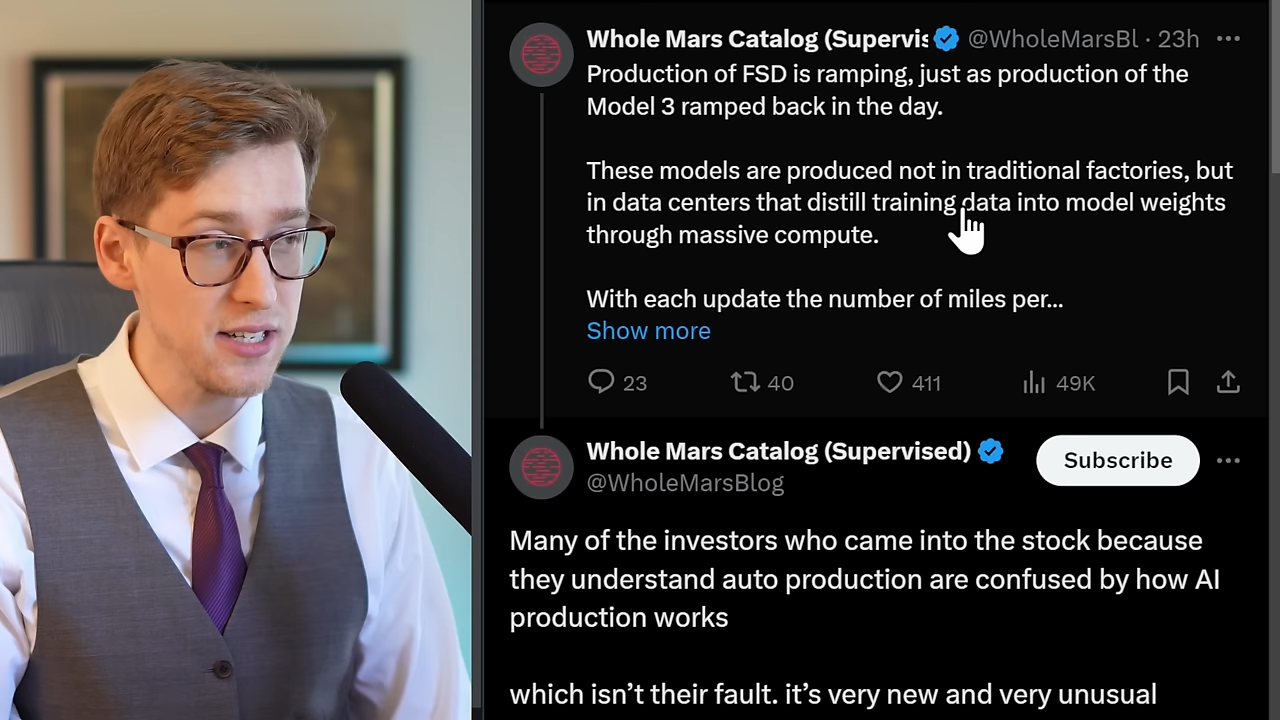 Whole Mars Catalog (Supervis @WholeMarsBl · 23h
Production of FSD is ramping, just as production of the
Model 3 ramped back in the day.
These models are produced not in traditional factories, but
in data centers that distill training data into model weights
through massive compute.
With each update the number of miles per...
Show more
23 40 411 49K
Whole Mars Catalog (Supervised)
@WholeMarsBlog
Subscribe
Many of the investors who came into the stock because
they understand auto production are confused by how AI
production works
which isn’t their fault. it’s very new and very unusual